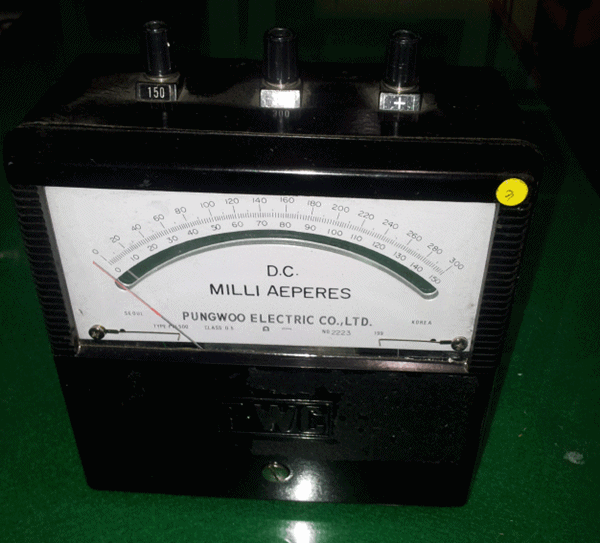 150
+
0 20 40 60 80 100 120 140 160 180 200 220 240 260 280 300
0 10 20 30 40 50 60 70 80 90 100 110 120 130 140 150
D.C.
MILLI AEPERES
PUNGWOO ELECTRIC CO.,LTD.
SEOUL KOREA
CLASS 0.5 Ω NO 2223